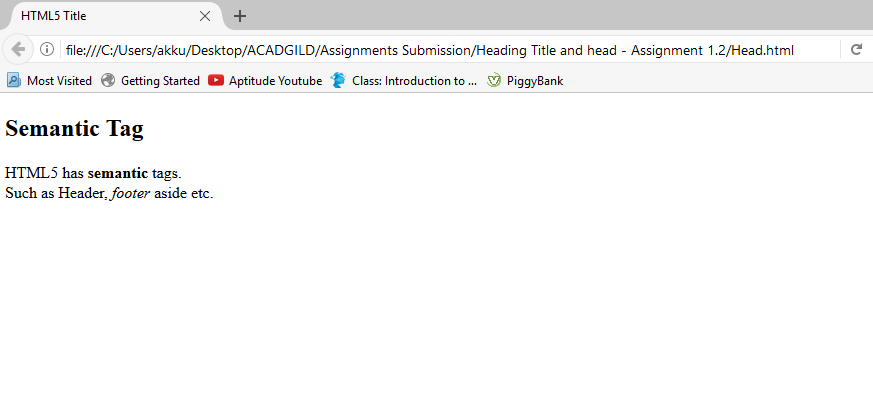 HTML5 Title
file:///C:/Users/akku/Desktop/ACADGILD/Assignments Submission/Heading Title and head - Assignment 1.2/Head.html
Most Visited Getting Started Aptitude Youtube Class: Introduction to ... PiggyBank
Semantic Tag
HTML5 has semantic tags.
Such as Header, footer aside etc.